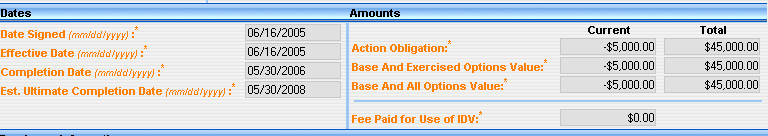 Dates
Date Signed (mm/dd/yyyy) :* 06/16/2005
Effective Date (mm/dd/yyyy) :* 06/16/2005
Completion Date (mm/dd/yyyy) :* 05/30/2006
Est. Ultimate Completion Date (mm/dd/yyyy) :* 05/30/2008
Amounts
Current Total
Action Obligation:* -$5,000.00 $45,000.00
Base And Exercised Options Value:* -$5,000.00 $45,000.00
Base And All Options Value:* -$5,000.00 $45,000.00
Fee Paid for Use of IDV:* $0.00